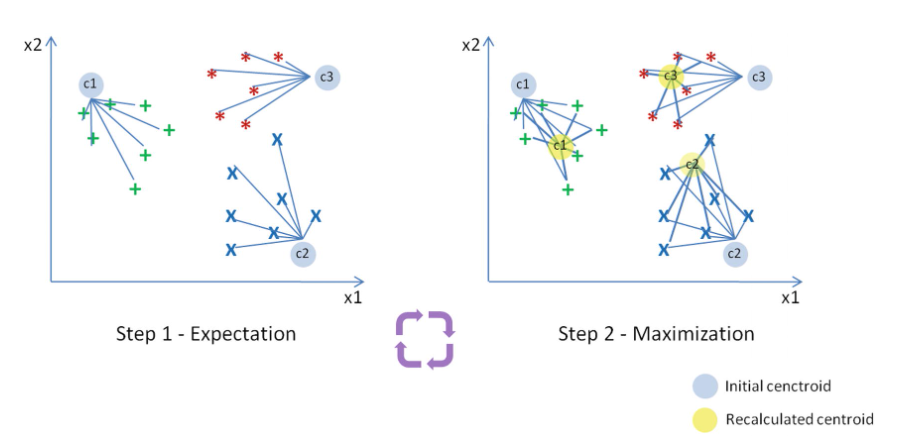 x2
c1
c3
c2
x1
Step 1 - Expectation
x2
c1
c3
c3
c1
c2
c2
x1
Step 2 - Maximization
Initial cenctroid
Recalculated centroid